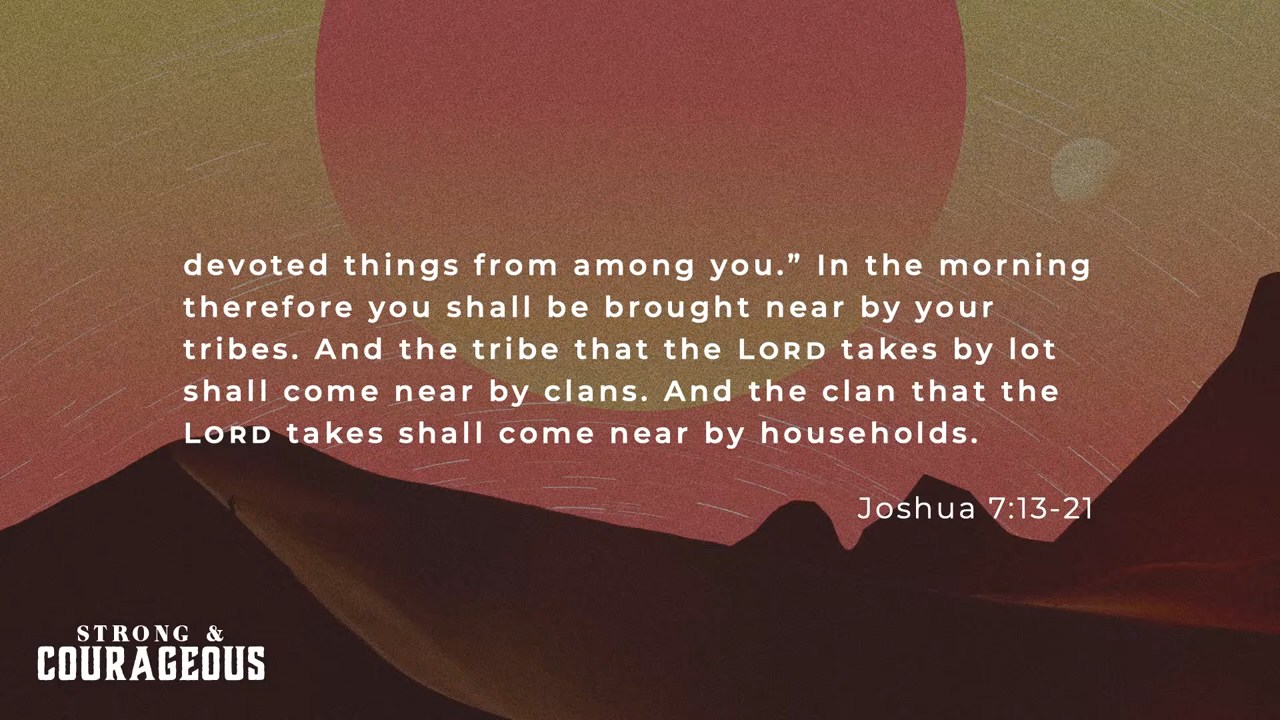 devoted things from among you.” In the morning
therefore you shall be brought near by your
tribes. And the tribe that the LORD takes by lot
shall come near by clans. And the clan that the
LORD takes shall come near by households.
Joshua 7:13-21
STRONG &
COURAGEOUS